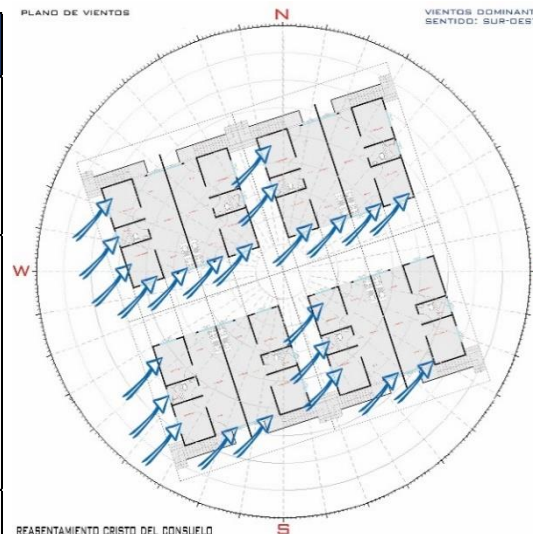 PLANO DE VIENTOS
N
VIENTOS DOMINANT
SENTIDO: SUR-OEST
W
S
REASENTAMIENTO CRISTO DEL CONSUELO